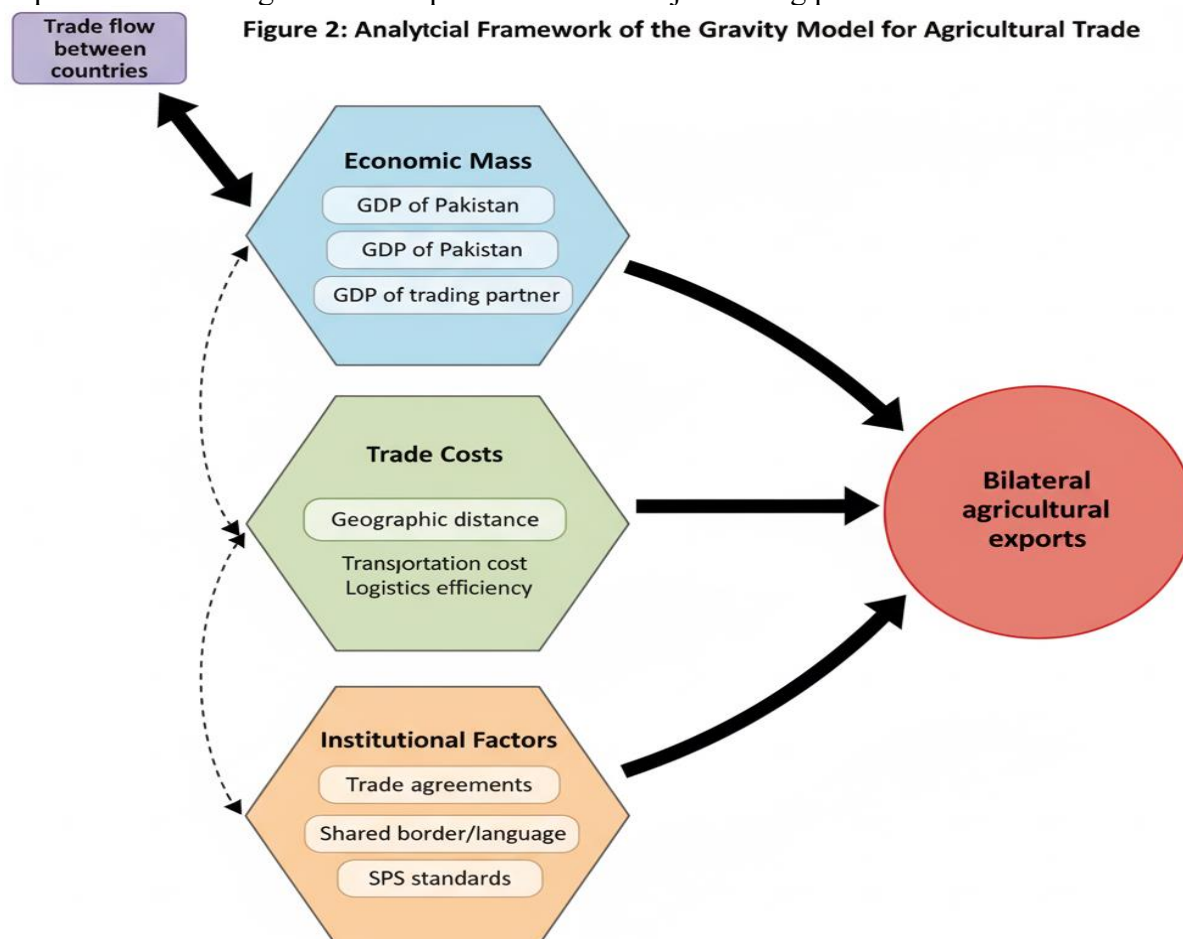 Trade flow
between
countries
Figure 2: Analytcial Framework of the Gravity Model for Agricultural Trade
Economic Mass
GDP of Pakistan
GDP of Pakistan
GDP of trading partner
Trade Costs
Geographic distance
Transportation cost
Logistics efficiency
Institutional Factors
Trade agreements
Shared border/language
SPS standards
Bilateral
agricultural
exports